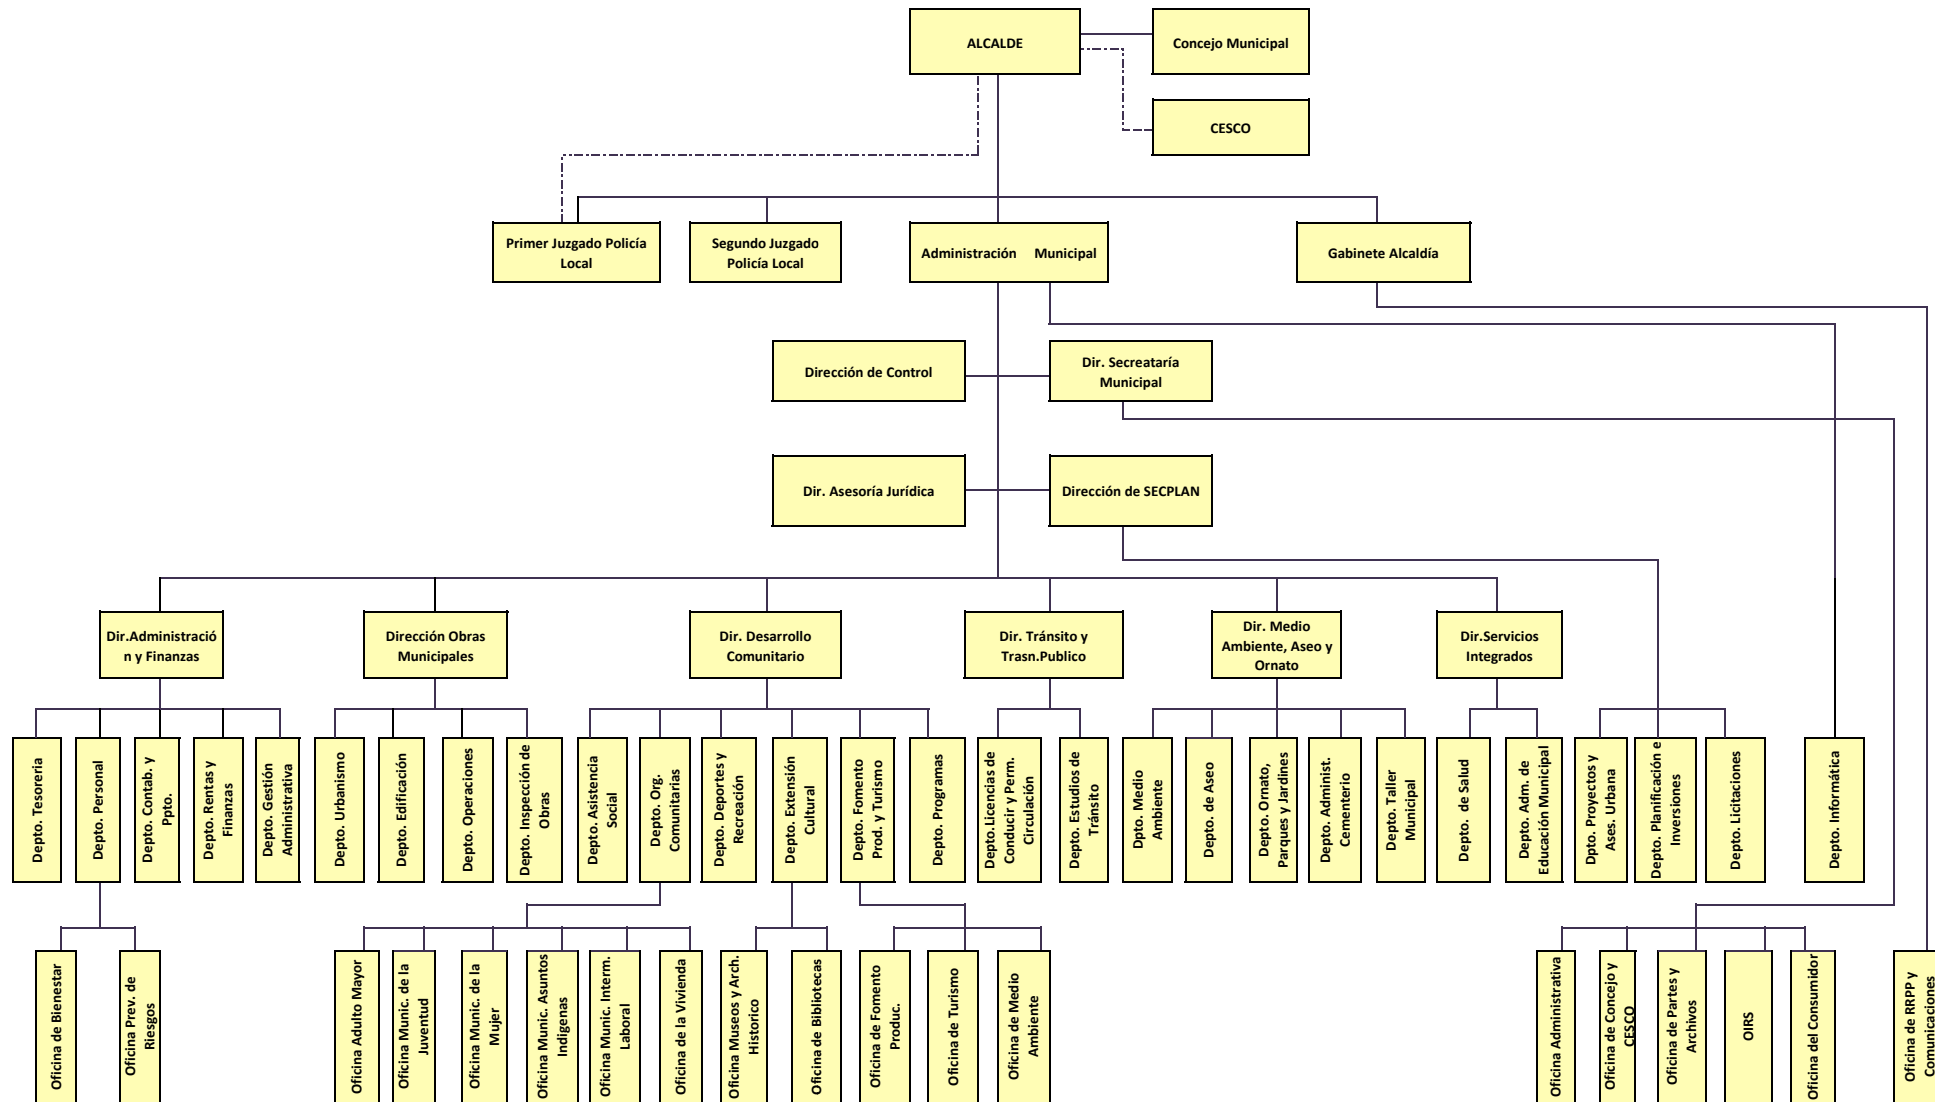 ALCALDE
Concejo Municipal
CESCO
Primer Juzgado Policía
Local
Segundo Juzgado
Policía Local
Administración Municipal
Gabinete Alcaldía
Dirección de Control
Dir. Secreataría
Municipal
Dir. Asesoría Jurídica
Dirección de SECPLAN
Dir.Administració
n y Finanzas
Dirección Obras
Municipales
Dir. Desarrollo
Comunitario
Dir. Tránsito y
Trasn.Publico
Dir. Medio
Ambiente, Aseo y
Ornato
Dir.Servicios
Integrados
Depto. Tesoreria
Depto. Personal
Depto. Contab. y
Ppto.
Depto. Rentas y
Finanzas
Depto. Gestión
Administrativa
Depto. Urbanismo
Depto. Edificación
Depto. Operaciones
Depto. Inspección de
Obras
Depto. Asistencia
Social
Depto. Org.
Comunitarias
Depto. Deportes y
Recreación
Depto. Extensión
Cultural
Depto. Fomento
Prod. y Turismo
Depto. Programas
Depto.Licencias de
Conducir y Perm.
Circulación
Depto. Estudios de
Tránsito
Dpto. Medio
Ambiente
Depto. de Aseo
Depto. Ornato,
Parques y Jardines
Depto. Administ.
Cementerio
Depto. Taller
Municipal
Depto. de Salud
Depto. Adm. de
Educación Municipal
Dpto. Proyectos y
Ases. Urbana
Depto. Planificación e
Inversiones
Depto. Licitaciones
Depto. Informática
Oficina de Bienestar
Oficina Prev. de
Riesgos
Oficina Adulto Mayor
Oficina Munic. de la
Juventud
Oficina Munic. de la
Mujer
Oficina Munic. Asuntos
Indigenas
Oficina Munic. Interm.
Laboral
Oficina de la Vivienda
Oficina Museos y Arch.
Historico
Oficina de Bibliotecas
Oficina de Fomento
Produc.
Oficina de Turismo
Oficina de Medio
Ambiente
Oficina Administrativa
Oficina de Concejo y
CESCO
Oficina de Partes y
Archivos
OIRS
Oficina del Consumidor
Oficina de RRPP y
Comunicaciones